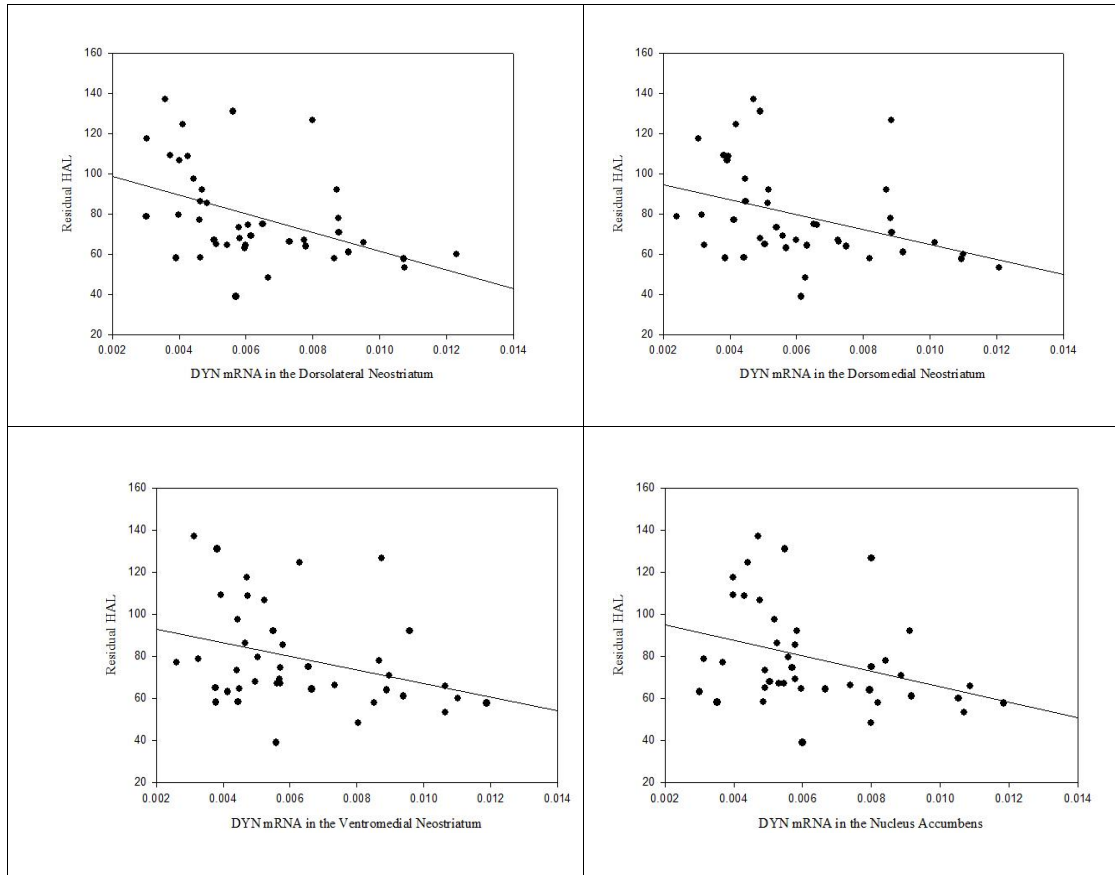 160
140
120
100
80
60
40
20
Residual HAL
0.002 0.004 0.006 0.008 0.010 0.012 0.014
DYN mRNA in the Dorsolateral Neostriatum
160
140
120
100
80
60
40
20
Residual HAL
0.002 0.004 0.006 0.008 0.010 0.012 0.014
DYN mRNA in the Dorsomedial Neostriatum
160
140
120
100
80
60
40
20
Residual HAL
0.002 0.004 0.006 0.008 0.010 0.012 0.014
DYN mRNA in the Ventromedial Neostriatum
160
140
120
100
80
60
40
20
Residual HAL
0.002 0.004 0.006 0.008 0.010 0.012 0.014
DYN mRNA in the Nucleus Accumbens